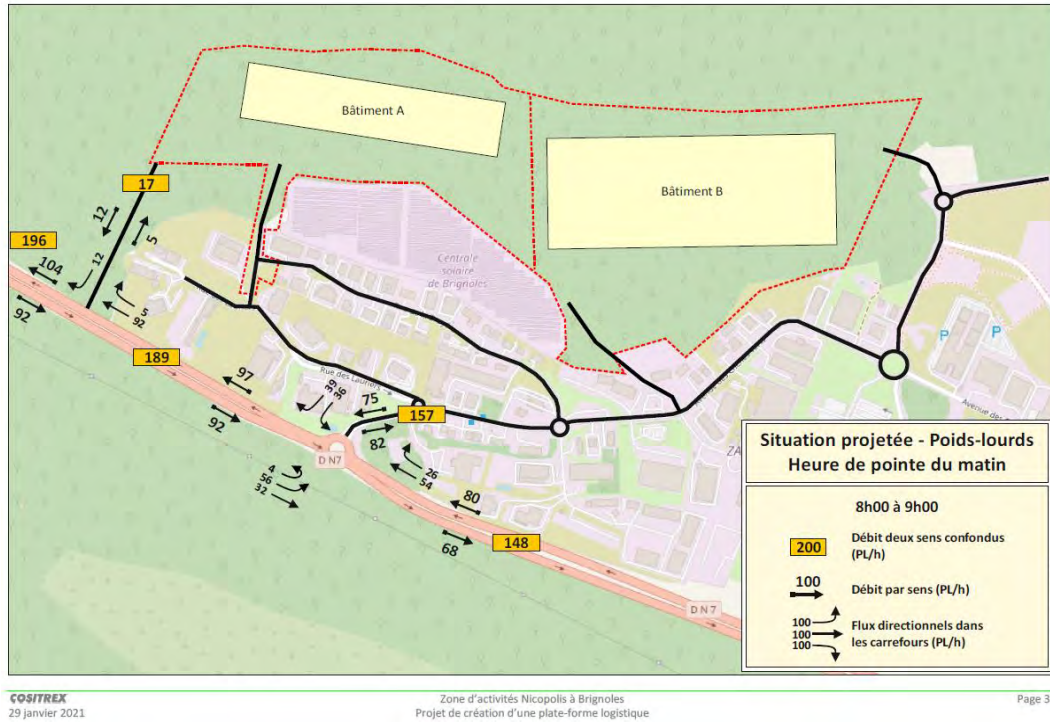 Bâtiment A
Bâtiment B
17
12
5
196
104
12
92
5
92
Centrale
solaire
de Brignoles
189
97
92
Rue des Lauriers
39
36
75
157
82
D N7
4
56
32
26
54
80
68
148
P
P
ZA
D N7
Situation projetée - Poids-lourds
Heure de pointe du matin
8h00 à 9h00
200
Débit deux sens confondus
(PL/h)
100
Débit par sens (PL/h)
100
100
100
Flux directionnels dans
les carrefours (PL/h)
COSITREX
29 janvier 2021
Zone d'activités Nicopolis à Brignoles
Projet de création d'une plate-forme logistique
Page 3